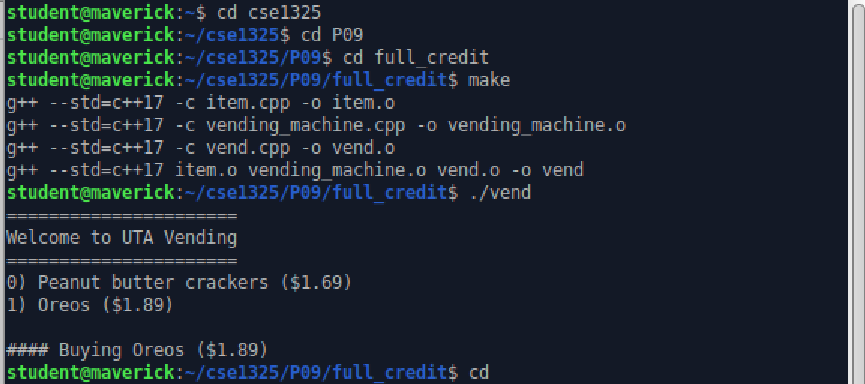 student@maverick:~$ cd cse1325
student@maverick:~/cse1325$ cd P09
student@maverick:~/cse1325/P09$ cd full_credit
student@maverick:~/cse1325/P09/full_credit$ make
g++ --std=c++17 -c item.cpp -o item.o
g++ --std=c++17 -c vending_machine.cpp -o vending_machine.o
g++ --std=c++17 -c vend.cpp -o vend.o
g++ --std=c++17 item.o vending_machine.o vend.o -o vend
student@maverick:~/cse1325/P09/full_credit$ ./vend
======================
Welcome to UTA Vending
======================
0) Peanut butter crackers ($1.69)
1) Oreos ($1.89)

#### Buying Oreos ($1.89)
student@maverick:~/cse1325/P09/full_credit$ cd